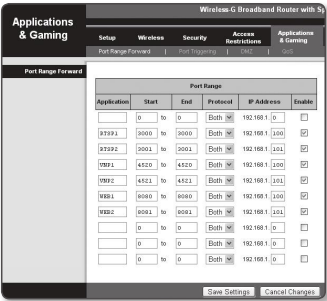 Wireless-G Broadband Router with
Applications & Gaming
Setup Wireless Security Access Restrictions Applications & Gaming
Port Range Forward | Port Triggering | DMZ | QoS
Port Range Forward
Port Range
Application Start End Protocol IP Address Enable
0 to 0 Both 192.168.1. 0
RTSP1 3000 to 3000 Both 192.168.1. 100
RTSP2 3001 to 3001 Both 192.168.1. 101
VNP1 4520 to 4520 Both 192.168.1. 100
VNP2 4521 to 4521 Both 192.168.1. 101
WEB1 8080 to 8080 Both 192.168.1. 100
WEB2 8081 to 8081 Both 192.168.1. 101
0 to 0 Both 192.168.1. 0
0 to 0 Both 192.168.1. 0
0 to 0 Both 192.168.1. 0
Save Settings Cancel Changes